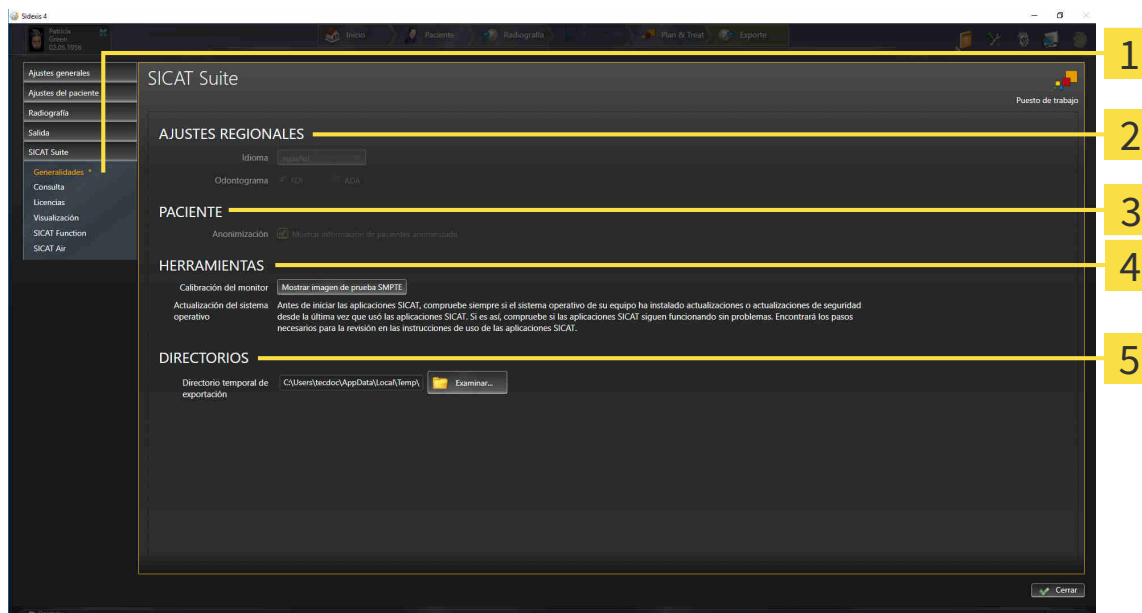 Sidexis 4
Patricia
Green
02.05.1956
Inicio
Paciente
Radiografía
Plan & Treat
Exporte
1
Ajustes generales
Ajustes del paciente
Radiografía
Salida
SICAT Suite
Generalidades *
Consulta
Licencias
Visualización
SICAT Function
SICAT Air
SICAT Suite
Puesto de trabajo
AJUSTES REGIONALES
2
Idioma
español
Odontograma
FDI
ADA
PACIENTE
3
Anonimización
Mostrar información de pacientes anonimizada
HERRAMIENTAS
4
Calibración del monitor
Mostrar imagen de prueba SMPTE
Actualización del sistema operativo
Antes de iniciar las aplicaciones SICAT, compruebe siempre si el sistema operativo de su equipo ha instalado actualizaciones o actualizaciones de seguridad
desde la última vez que usó las aplicaciones SICAT. Si es así, compruebe si las aplicaciones SICAT siguen funcionando sin problemas. Encontrará los pasos
necesarios para la revisión en las instrucciones de uso de las aplicaciones SICAT.
DIRECTORIOS
5
Directorio temporal de exportación
C:\Users\tecdoc\AppData\Local\Temp\
Examinar...
Cerrar